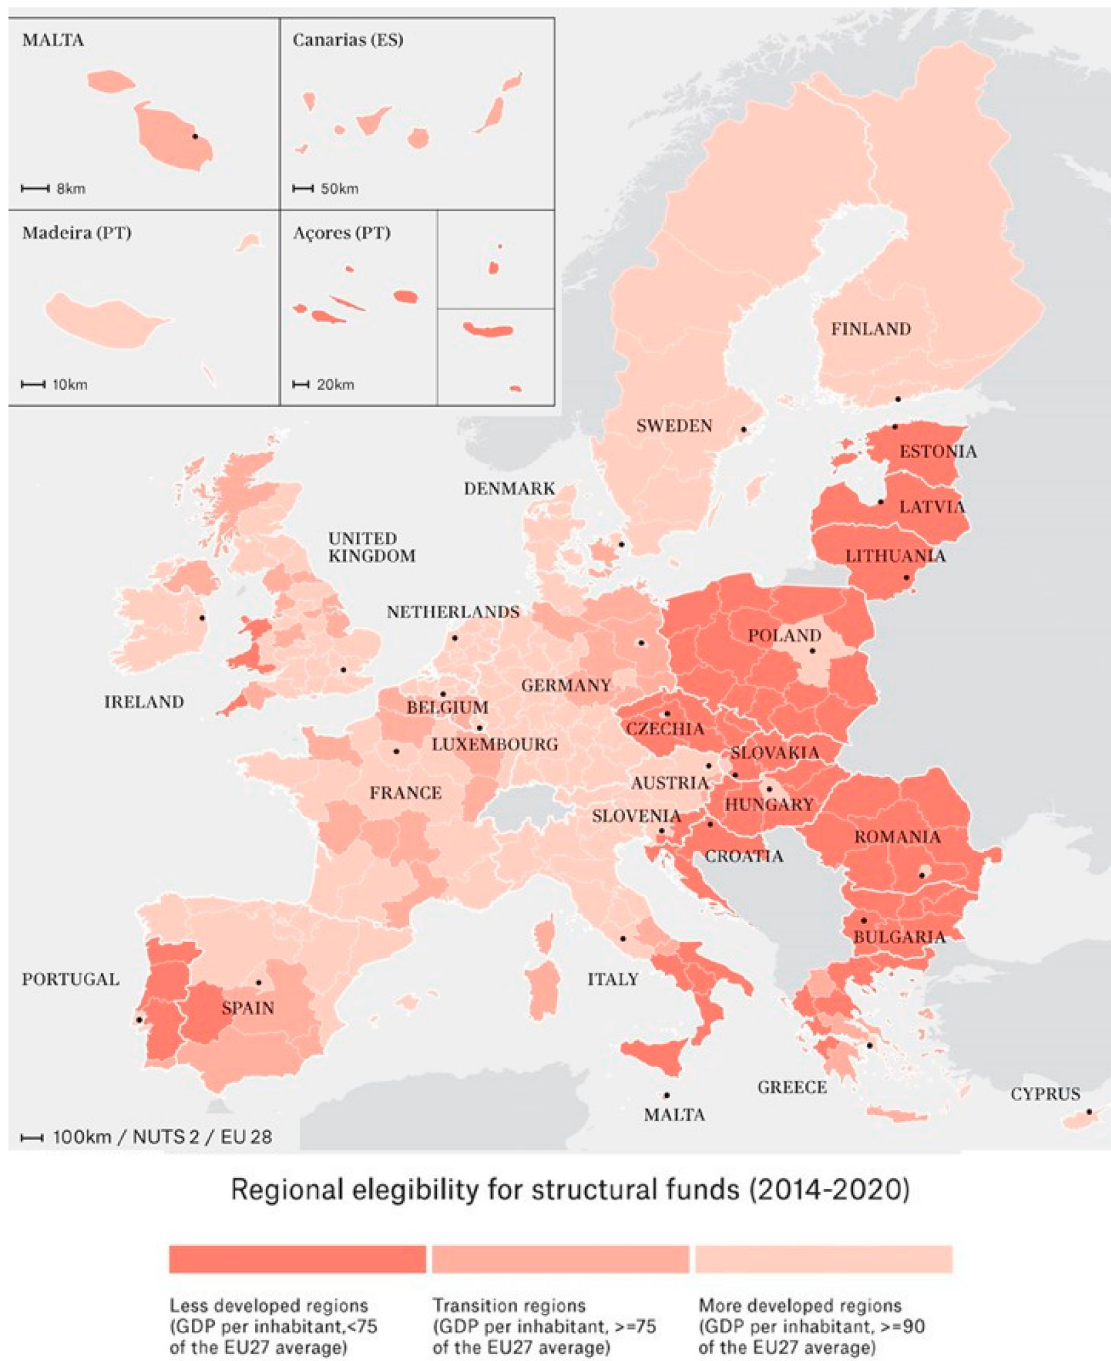 MALTA
Canarias (ES)
8km
50km
Madeira (PT)
Açores (PT)
10km
20km
FINLAND
SWEDEN
ESTONIA
DENMARK
LATVIA
UNITED
KINGDOM
LITHUANIA
NETHERLANDS
POLAND
IRELAND
GERMANY
BELGIUM
CZECHIA
LUXEMBOURG
SLOVAKIA
AUSTRIA
FRANCE
HUNGARY
SLOVENIA
ROMANIA
CROATIA
BULGARIA
PORTUGAL
ITALY
SPAIN
GREECE
CYPRUS
MALTA
100km / NUTS 2 / EU 28
Regional elegibility for structural funds (2014-2020)
Less developed regions
(GDP per inhabitant,<75
of the EU27 average)
Transition regions
(GDP per inhabitant, >=75
of the EU27 average)
More developed regions
(GDP per inhabitant, >=90
of the EU27 average)